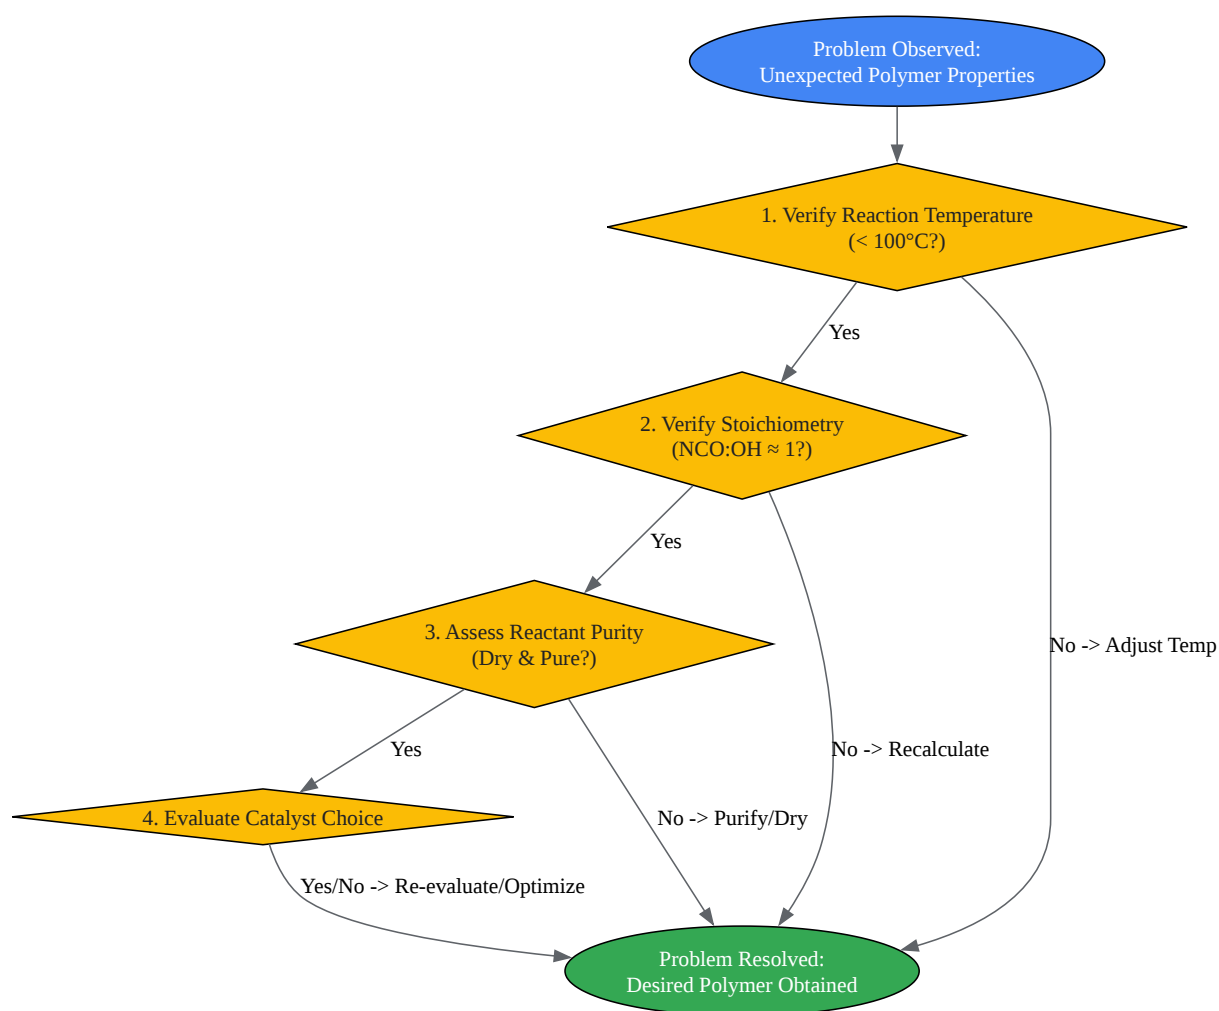 Problem Observed:
Unexpected Polymer Properties
1. Verify Reaction Temperature
(< 100°C?)
Yes
2. Verify Stoichiometry
(NCO:OH ≈ 1?)
Yes
3. Assess Reactant Purity
(Dry & Pure?)
No -> Adjust Temp
Yes
No -> Recalculate
4. Evaluate Catalyst Choice
No -> Purify/Dry
Yes/No -> Re-evaluate/Optimize
Problem Resolved:
Desired Polymer Obtained